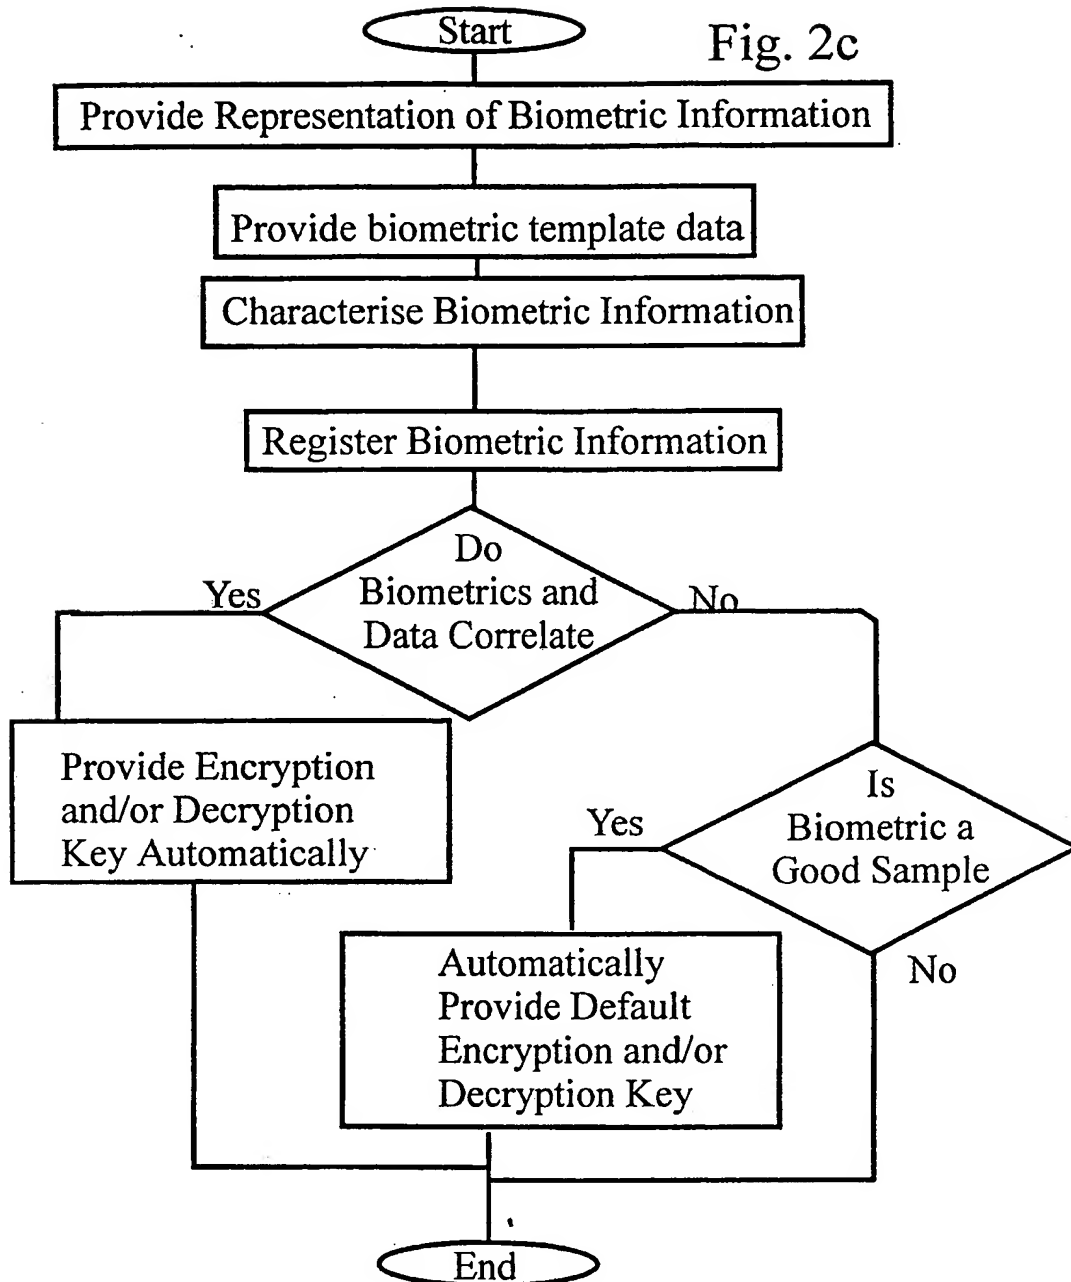 Start
Fig. 2c
Provide Representation of Biometric Information
Provide biometric template data
Characterise Biometric Information
Register Biometric Information
Do
Biometrics and
Data Correlate
Yes
No
Provide Encryption
and/or Decryption
Key Automatically
Is
Biometric a
Good Sample
Yes
No
Automatically
Provide Default
Encryption and/or
Decryption Key
End